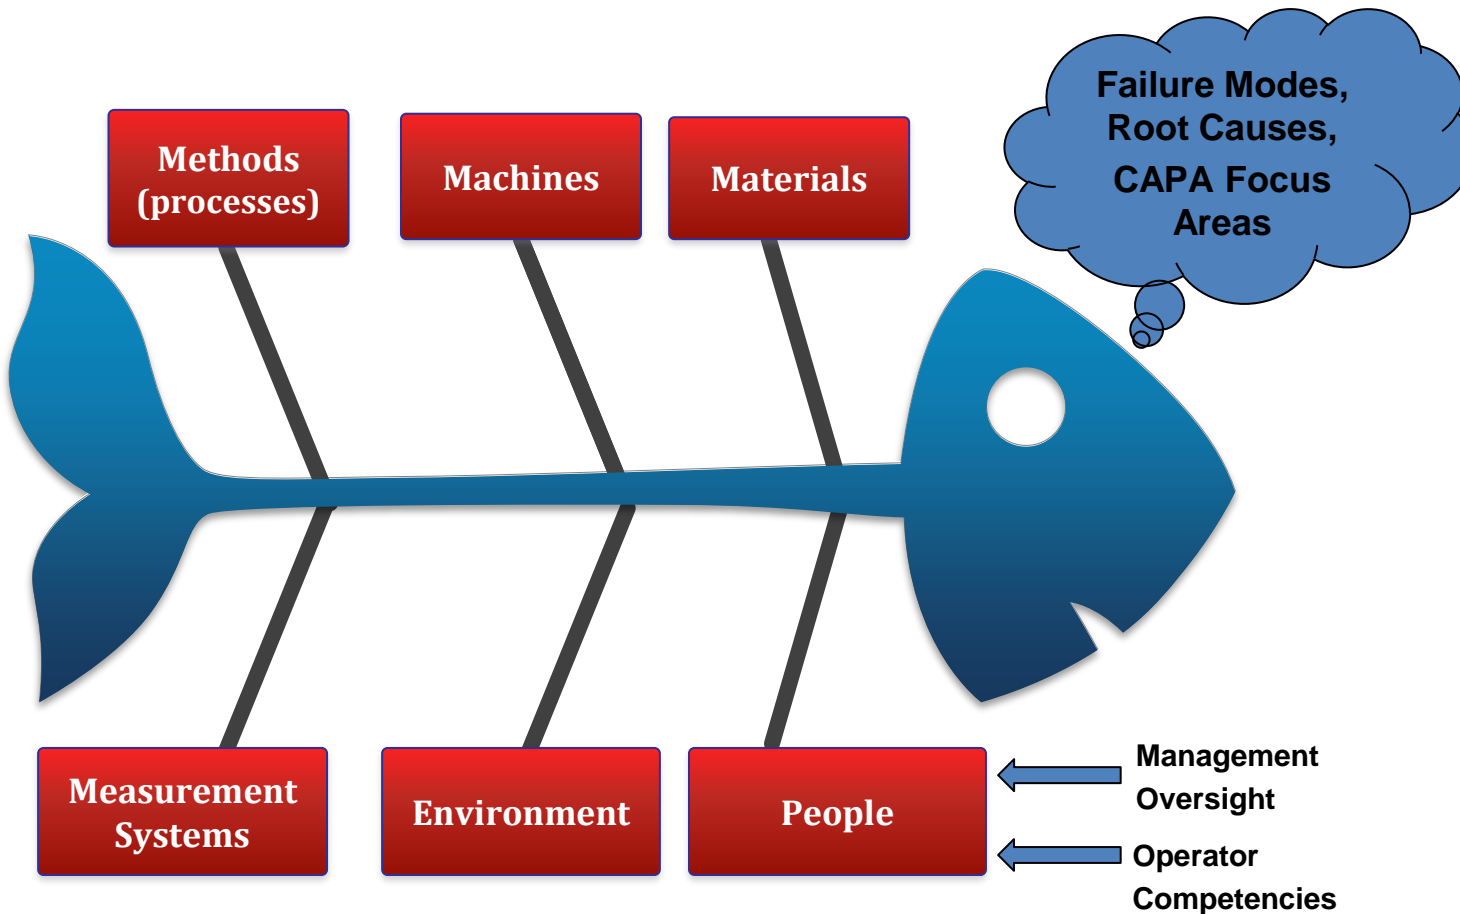 Failure Modes,
Root Causes,
CAPA Focus
Areas
Methods
(processes)
Machines
Materials
Measurement
Systems
Environment
People
Management
Oversight
Operator
Competencies